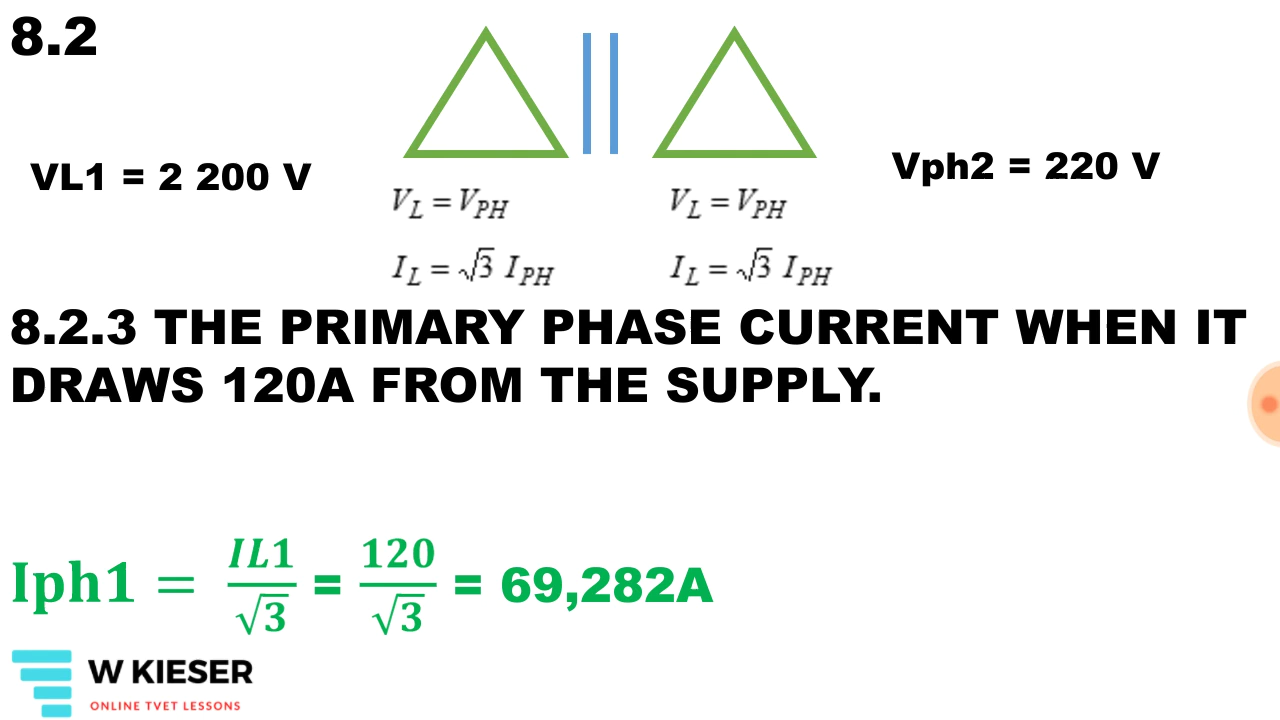 8.2
VL1 = 2 200 V
Vph2 = 220 V
V_L = V_PH
V_L = V_PH
I_L = √3 I_PH
I_L = √3 I_PH
8.2.3 THE PRIMARY PHASE CURRENT WHEN IT
DRAWS 120A FROM THE SUPPLY.
Iph1 = IL1/√3 = 120/√3 = 69,282A
W KIESER
ONLINE TVET LESSONS